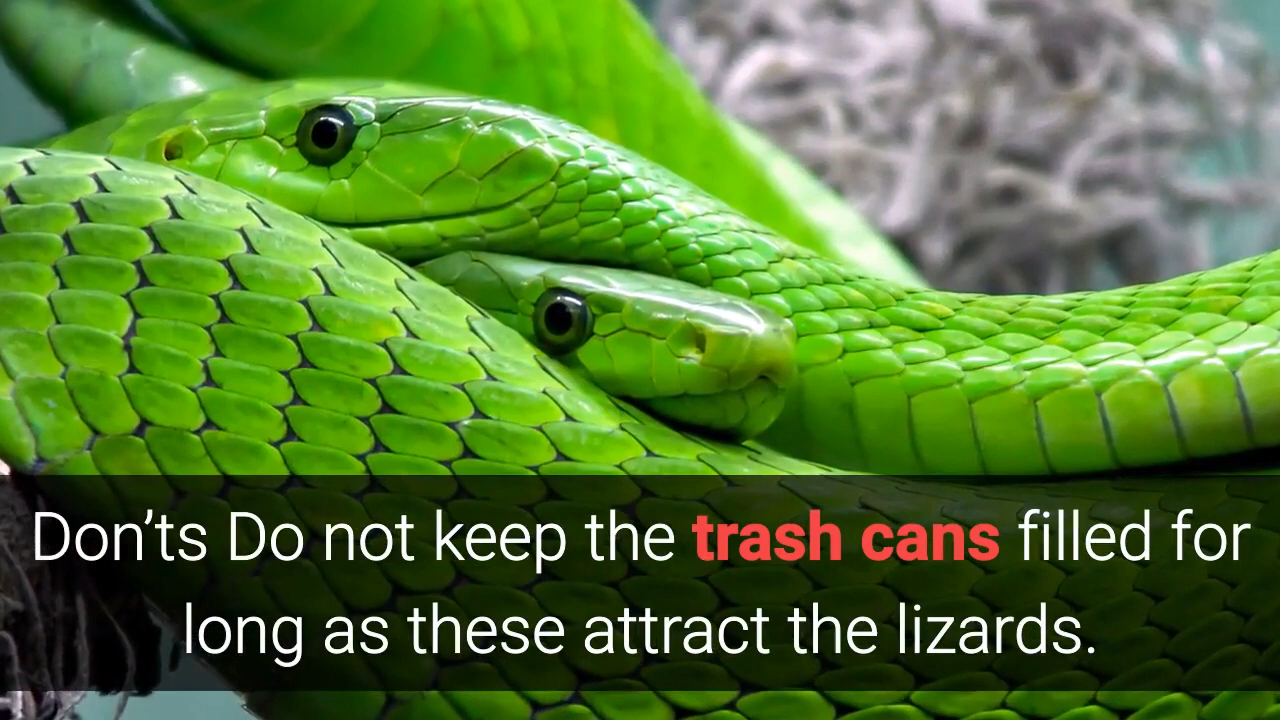 Don’ts Do not keep the trash cans filled for
long as these attract the lizards.